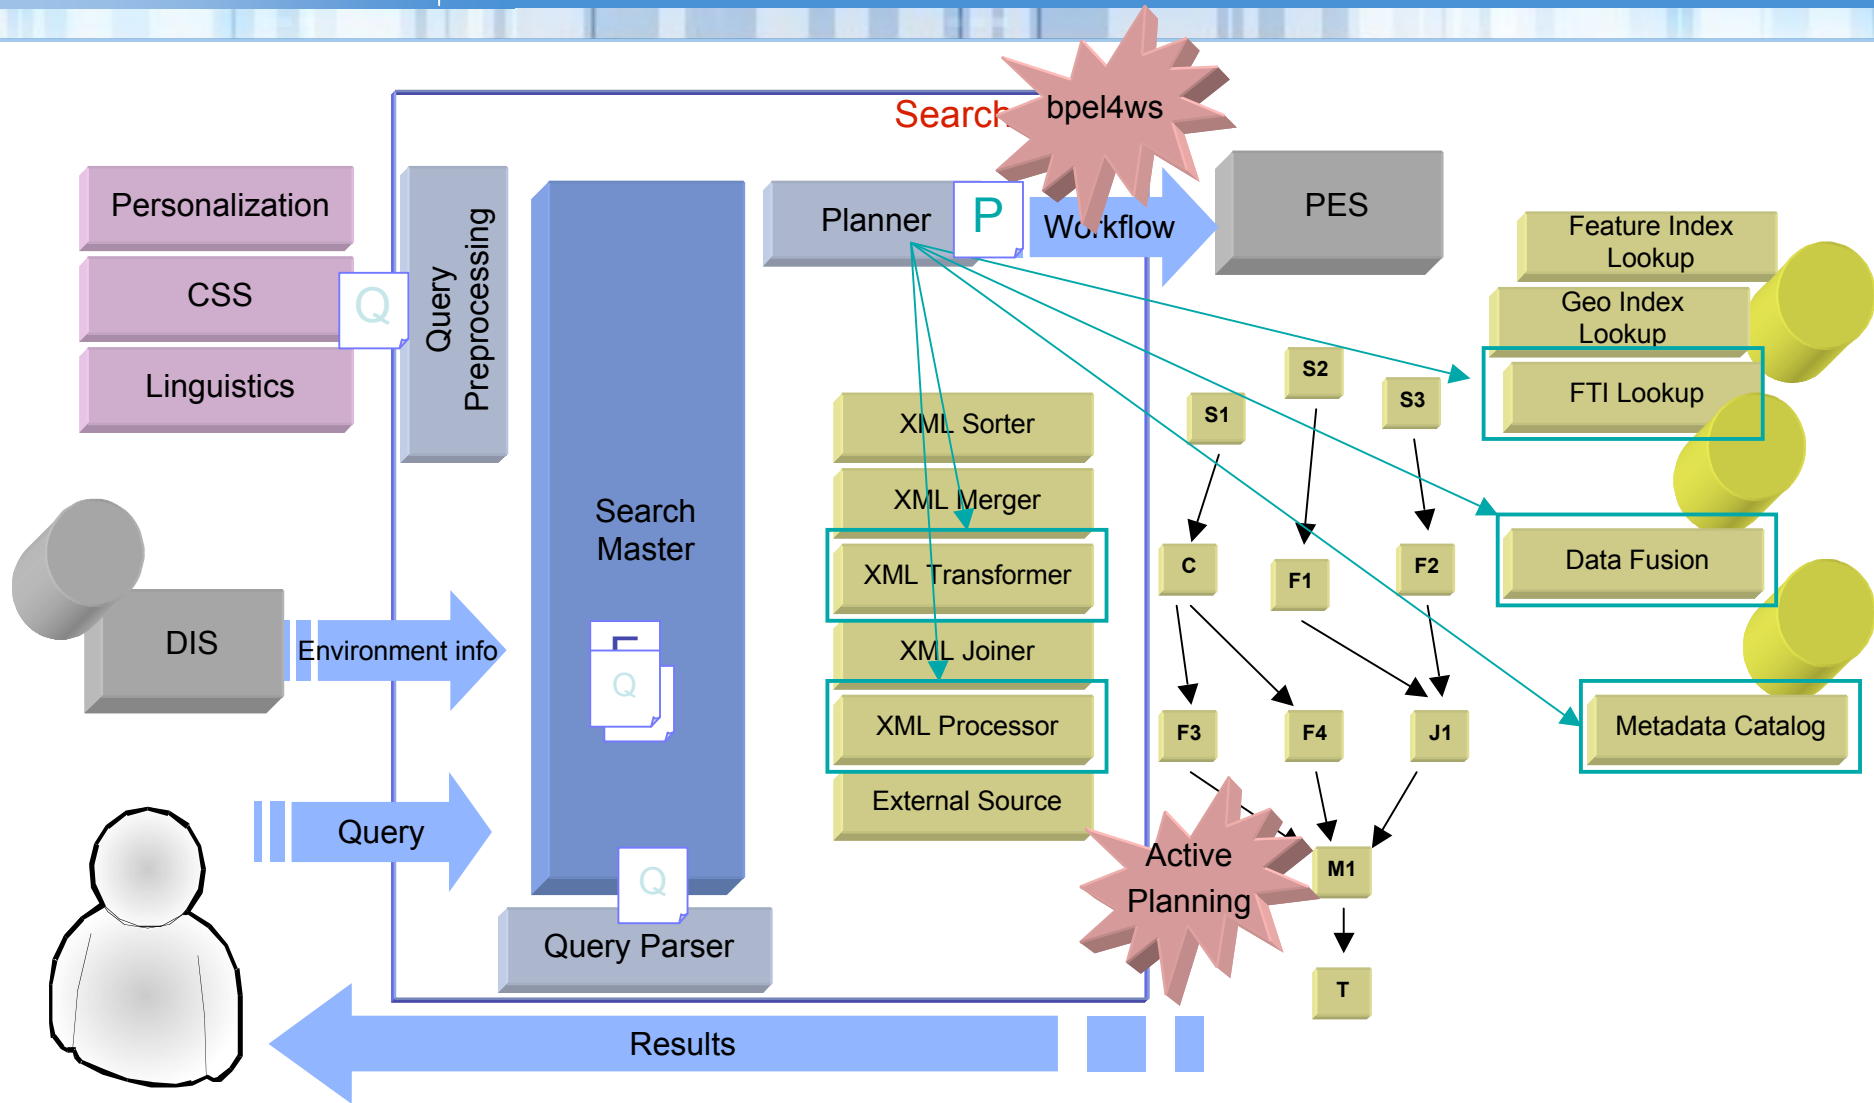 Search
bpel4ws
Personalization
CSS
Linguistics
Q
Query
Preprocessing
Search
Master
Planner
P
Workflow
PES
Feature Index
Lookup
Geo Index
Lookup
FTI Lookup
Data Fusion
Metadata Catalog
XML Sorter
XML Merger
XML Transformer
XML Joiner
XML Processor
External Source
S1
S2
S3
C
F1
F2
F3
F4
J1
M1
T
Active
Planning
DIS
Environment info
Q
Query
Q
Query Parser
Results